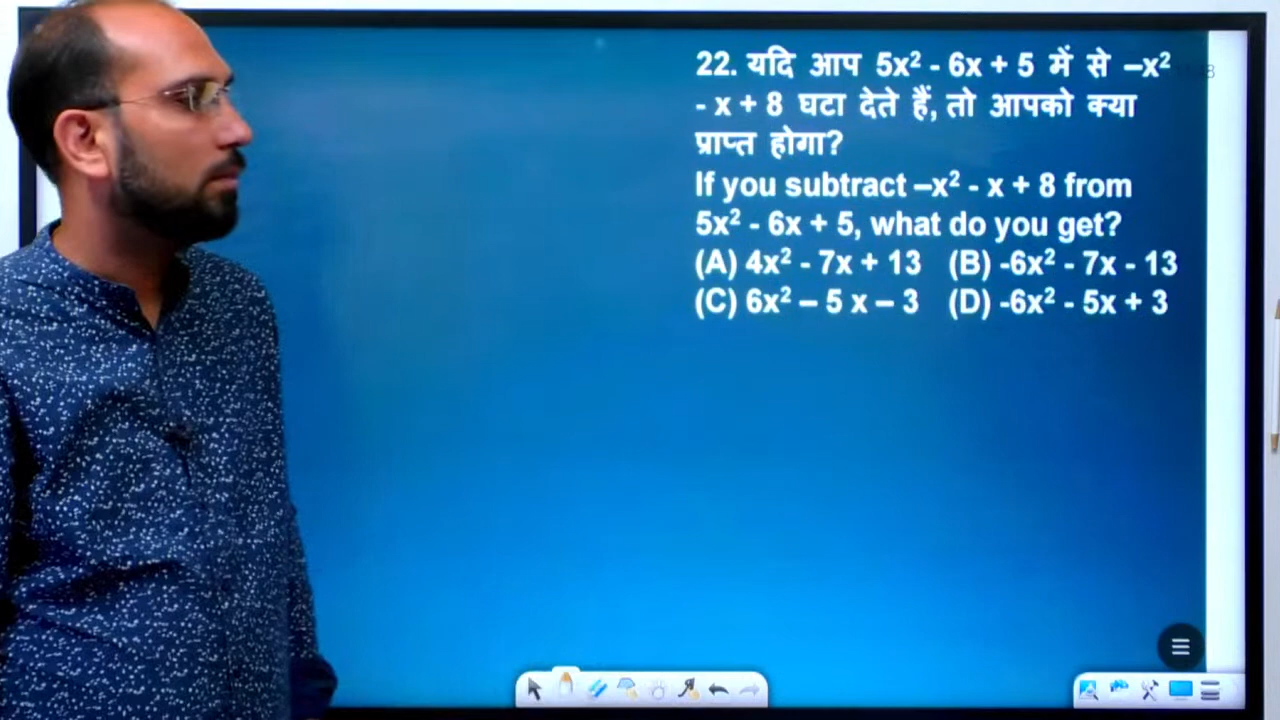 22. यदि आप 5x² - 6x + 5 में से –x²
- x + 8 घटा देते हैं, तो आपको क्या
प्राप्त होगा?
If you subtract –x² - x + 8 from
5x² - 6x + 5, what do you get?
(A) 4x² - 7x + 13 (B) -6x² - 7x - 13
(C) 6x² – 5 x – 3 (D) -6x² - 5x + 3